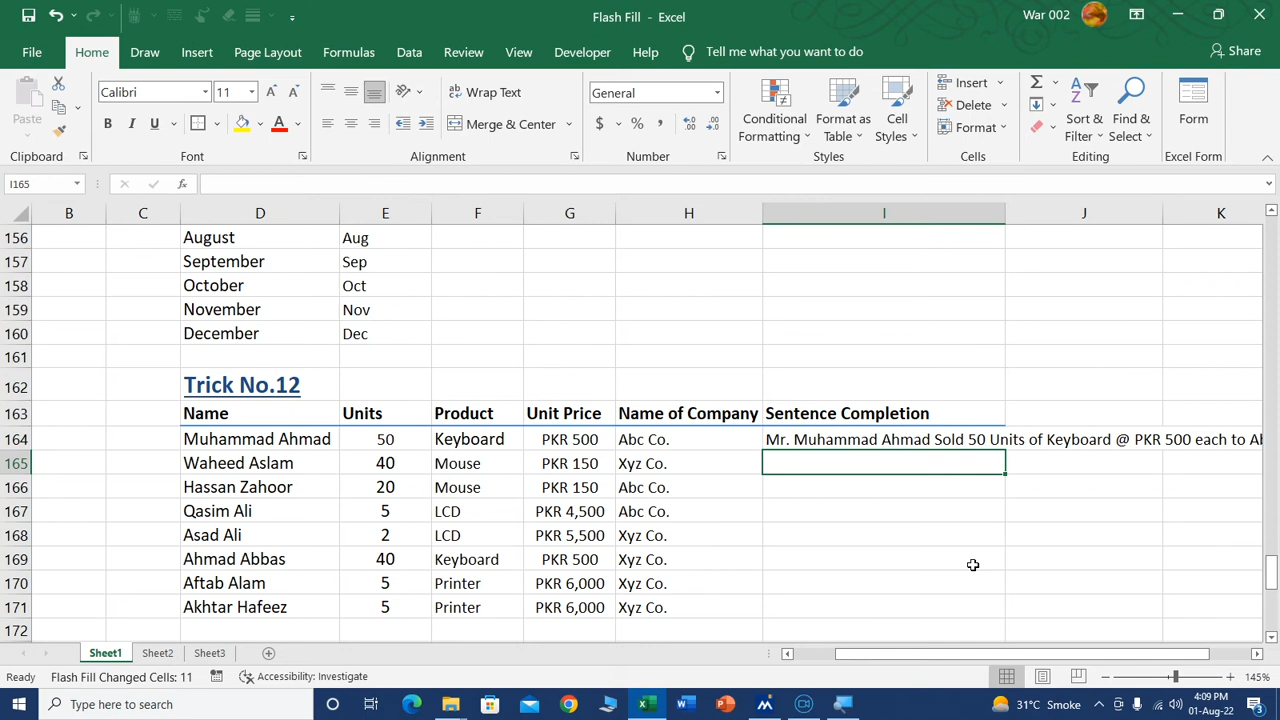 Flash Fill - Excel
War 002
File Home Draw Insert Page Layout Formulas Data Review View Developer Help Tell me what you want to do Share
Paste
Calibri 11
B I U
Wrap Text
Merge & Center
General
$ % ,
Conditional Formatting
Format as Table
Cell Styles
Insert
Delete
Format
Sort & Filter
Find & Select
Form
Clipboard Font Alignment Number Styles Cells Editing Excel Form
I165 fx
B C D E F G H I J K
156 August Aug
157 September Sep
158 October Oct
159 November Nov
160 December Dec
161
162 Trick No.12
163 Name Units Product Unit Price Name of Company Sentence Completion
164 Muhammad Ahmad 50 Keyboard PKR 500 Abc Co. Mr. Muhammad Ahmad Sold 50 Units of Keyboard @ PKR 500 each to Ab
165 Waheed Aslam 40 Mouse PKR 150 Xyz Co.
166 Hassan Zahoor 20 Mouse PKR 150 Abc Co.
167 Qasim Ali 5 LCD PKR 4,500 Abc Co.
168 Asad Ali 2 LCD PKR 5,500 Xyz Co.
169 Ahmad Abbas 40 Keyboard PKR 500 Xyz Co.
170 Aftab Alam 5 Printer PKR 6,000 Xyz Co.
171 Akhtar Hafeez 5 Printer PKR 6,000 Xyz Co.
172
Sheet1 Sheet2 Sheet3
Ready Flash Fill Changed Cells: 11 Accessibility: Investigate 145%
Type here to search
31°C Smoke
4:09 PM
01-Aug-22
3